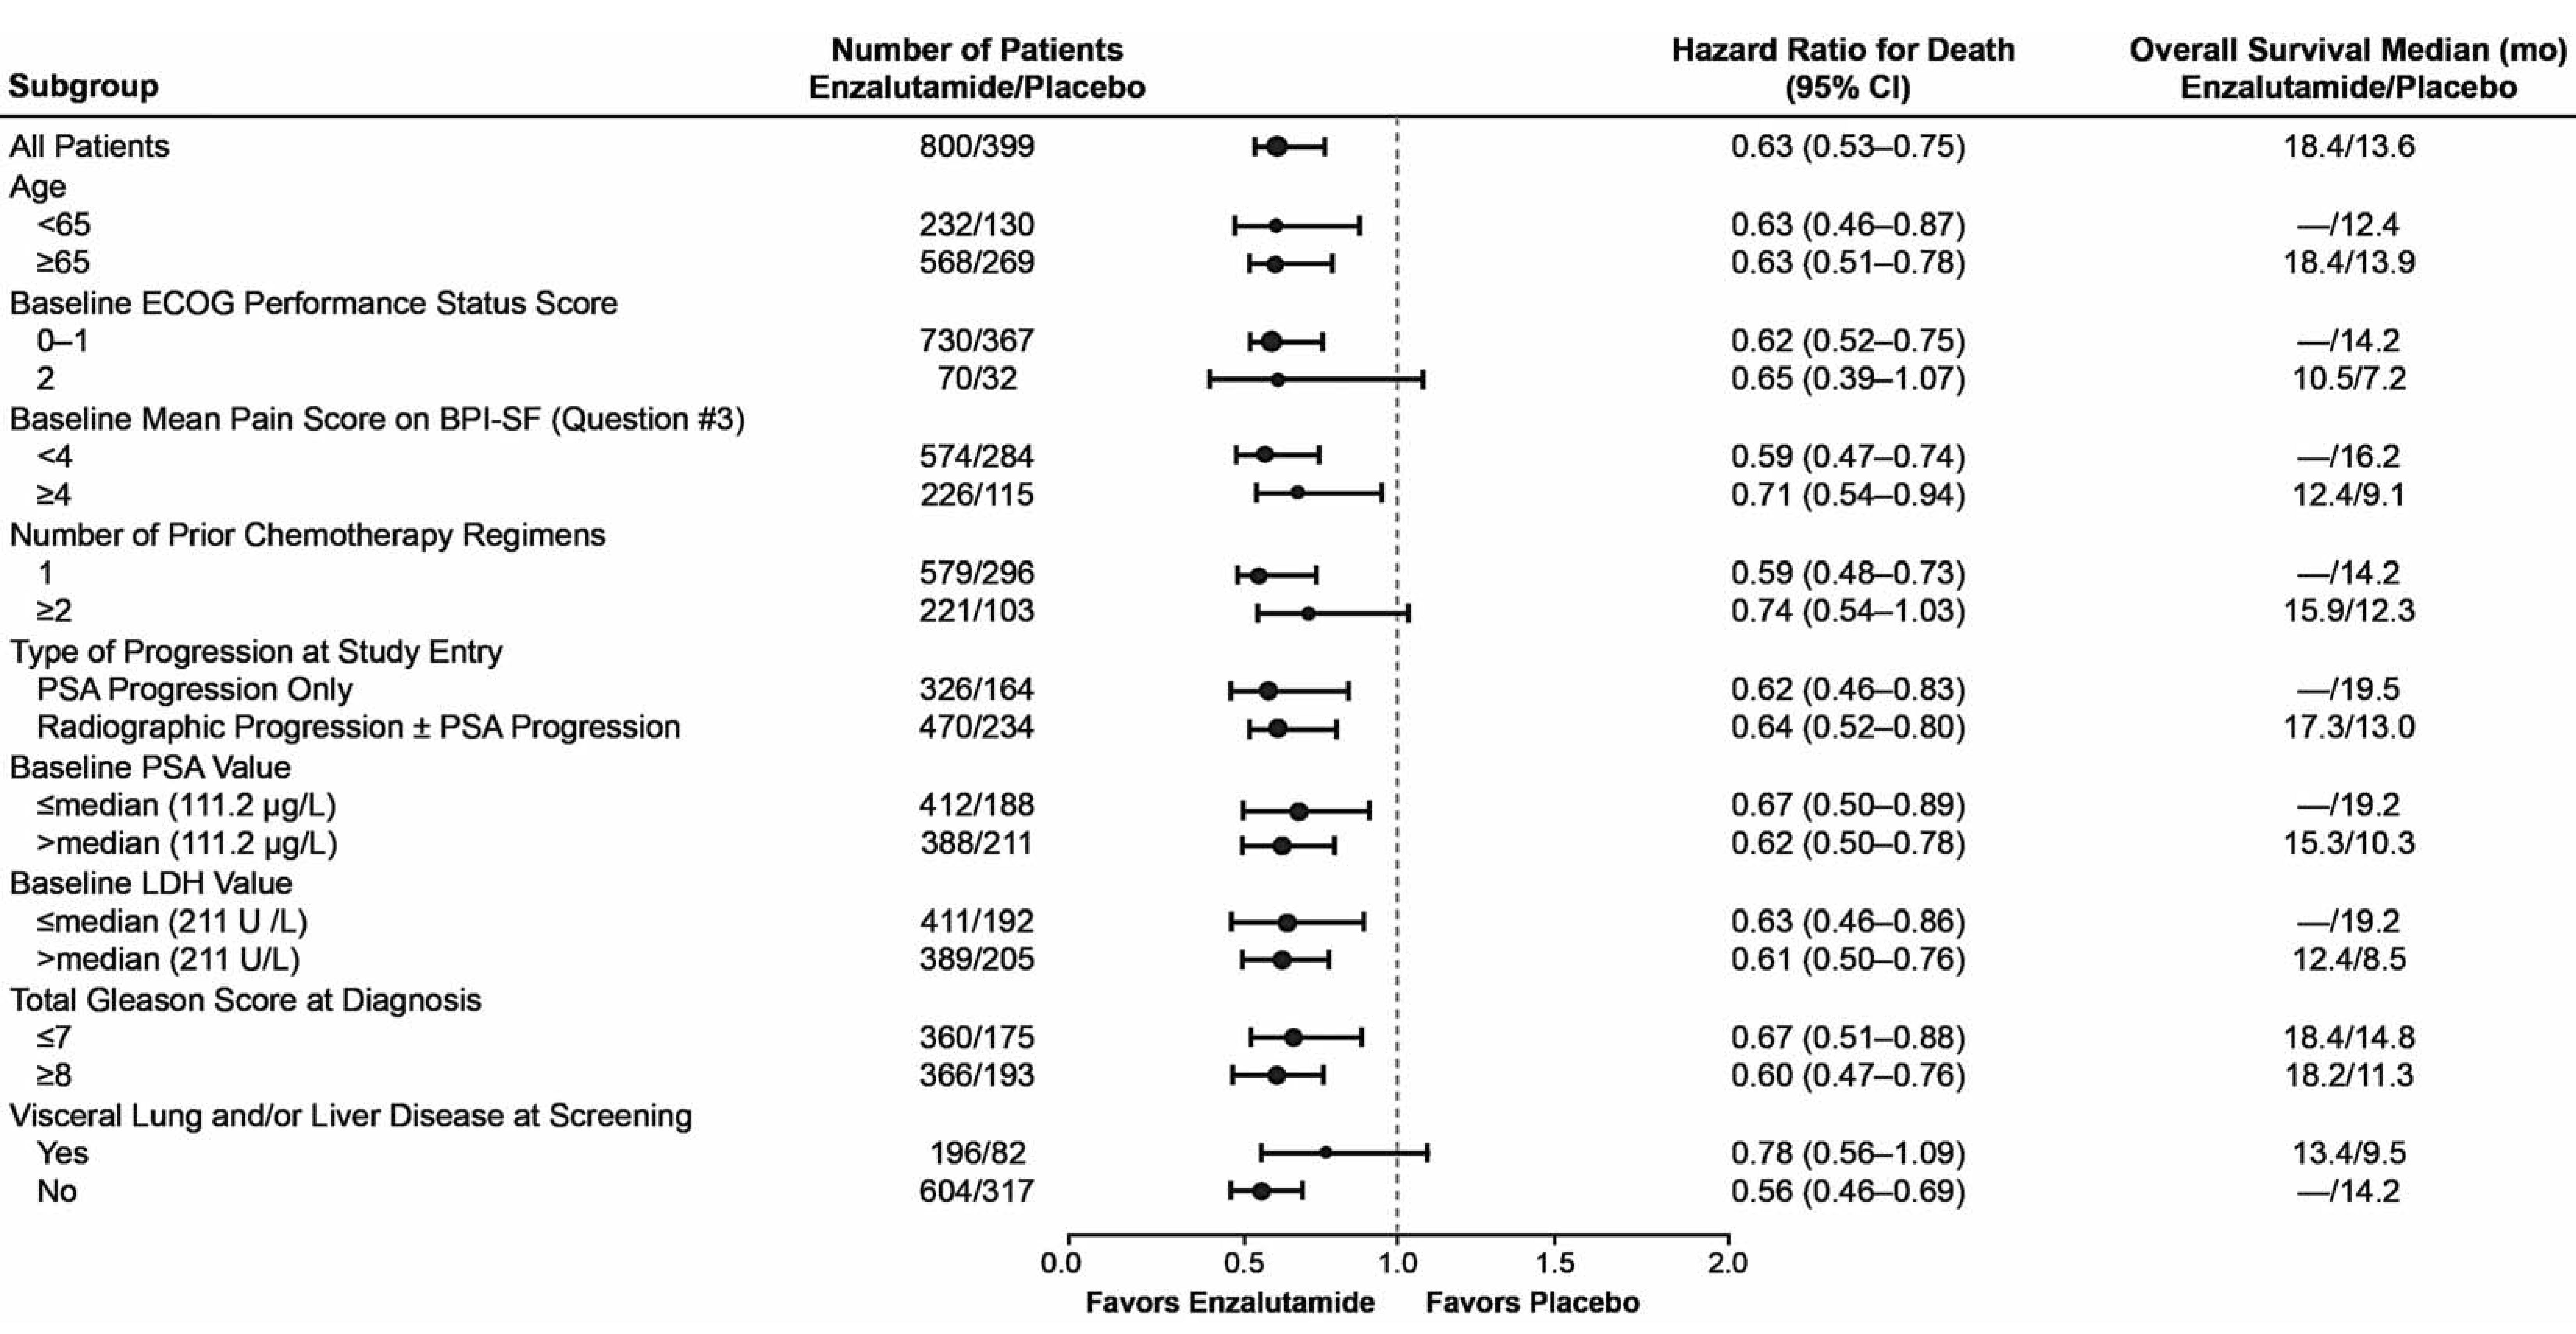 Number of Patients Hazard Ratio for Death Overall Survival Median (mo)
Subgroup Enzalutamide/Placebo (95% CI) Enzalutamide/Placebo
All Patients 800/399 0.63 (0.53–0.75) 18.4/13.6
Age
<65 232/130 0.63 (0.46–0.87) —/12.4
≥65 568/269 0.63 (0.51–0.78) 18.4/13.9
Baseline ECOG Performance Status Score
0–1 730/367 0.62 (0.52–0.75) —/14.2
2 70/32 0.65 (0.39–1.07) 10.5/7.2
Baseline Mean Pain Score on BPI-SF (Question #3)
<4 574/284 0.59 (0.47–0.74) —/16.2
≥4 226/115 0.71 (0.54–0.94) 12.4/9.1
Number of Prior Chemotherapy Regimens
1 579/296 0.59 (0.48–0.73) —/14.2
≥2 221/103 0.74 (0.54–1.03) 15.9/12.3
Type of Progression at Study Entry
PSA Progression Only 326/164 0.62 (0.46–0.83) —/19.5
Radiographic Progression ± PSA Progression 470/234 0.64 (0.52–0.80) 17.3/13.0
Baseline PSA Value
≤median (111.2 µg/L) 412/188 0.67 (0.50–0.89) —/19.2
>median (111.2 µg/L) 388/211 0.62 (0.50–0.78) 15.3/10.3
Baseline LDH Value
≤median (211 U /L) 411/192 0.63 (0.46–0.86) —/19.2
>median (211 U/L) 389/205 0.61 (0.50–0.76) 12.4/8.5
Total Gleason Score at Diagnosis
≤7 360/175 0.67 (0.51–0.88) 18.4/14.8
≥8 366/193 0.60 (0.47–0.76) 18.2/11.3
Visceral Lung and/or Liver Disease at Screening
Yes 196/82 0.78 (0.56–1.09) 13.4/9.5
No 604/317 0.56 (0.46–0.69) —/14.2
0.0 0.5 1.0 1.5 2.0
Favors Enzalutamide Favors Placebo